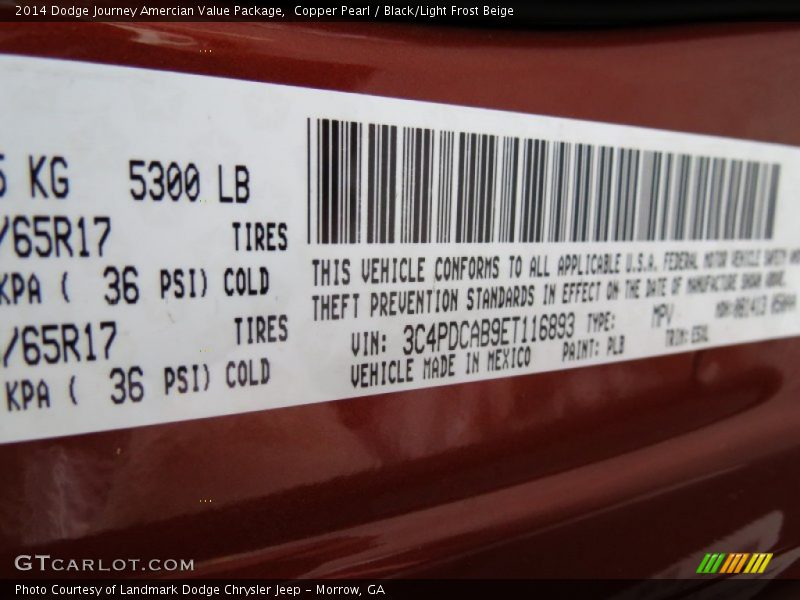 2014 Dodge Journey Amercian Value Package,  Copper Pearl / Black/Light Frost Beige
KG 5300 LB
/65R17 TIRES
KPA ( 36 PSI) COLD
/65R17 TIRES
KPA ( 36 PSI) COLD
THIS VEHICLE CONFORMS TO ALL APPLICABLE U.S.A. FEDERAL MOTOR VEHICLE SAFETY AND
THEFT PREVENTION STANDARDS IN EFFECT ON THE DATE OF MANUFACTURE SHOWN ABOVE.
VIN: 3C4PDCAB9ET116893 TYPE: MPV
VEHICLE MADE IN MEXICO PAINT: PLB TRIM:
GTCARLOT.COM
Photo Courtesy of Landmark Dodge Chrysler Jeep - Morrow, GA